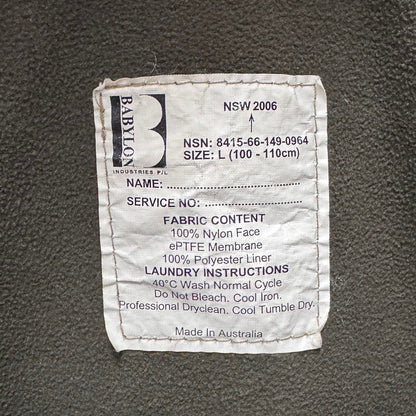 B
BABYLON
INDUSTRIES P/L
NSW 2006
NSN: 8415-66-149-0964
SIZE: L (100 - 110cm)
NAME: ..............................
SERVICE NO: ......................
FABRIC CONTENT
100% Nylon Face
ePTFE Membrane
100% Polyester Liner
LAUNDRY INSTRUCTIONS
40°C Wash Normal Cycle
Do Not Bleach. Cool Iron.
Professional Dryclean. Cool Tumble Dry.
Made In Australia